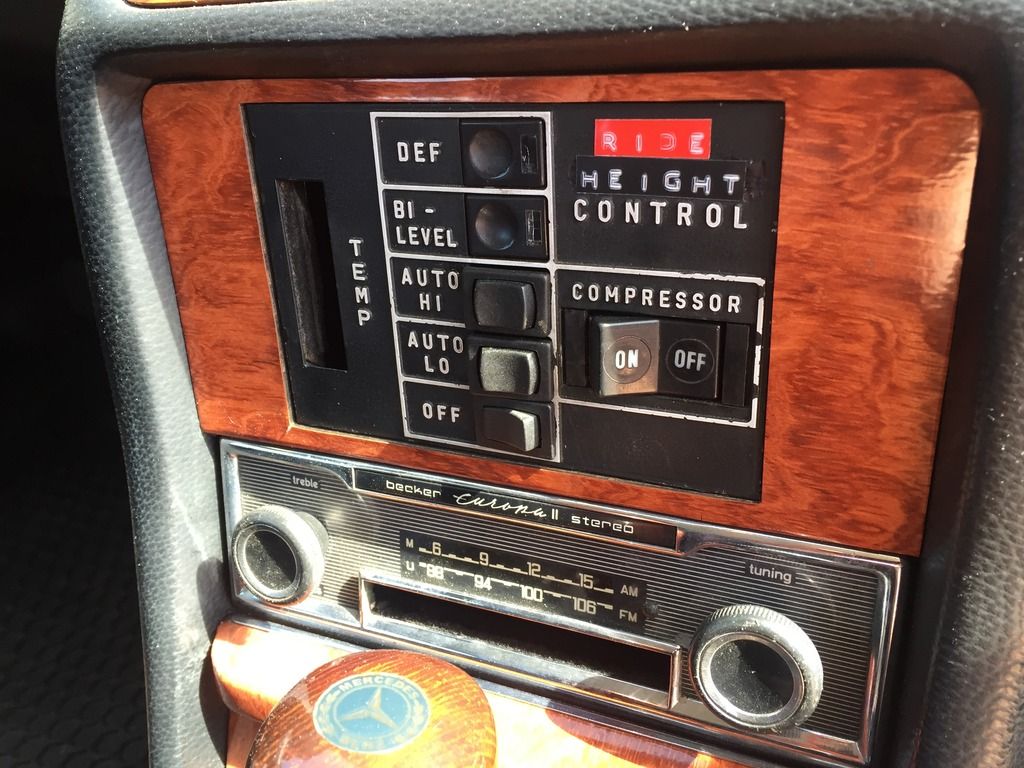 DEF
BI -
LEVEL
AUTO
HI
AUTO
LO
OFF
TEMP
RIDE
HEIGHT
CONTROL
COMPRESSOR
ON OFF
treble
becker europa II stereo
tuning
M 6 9 12 15 AM
U 88 94 100 106 FM
MERCEDES
BENZ